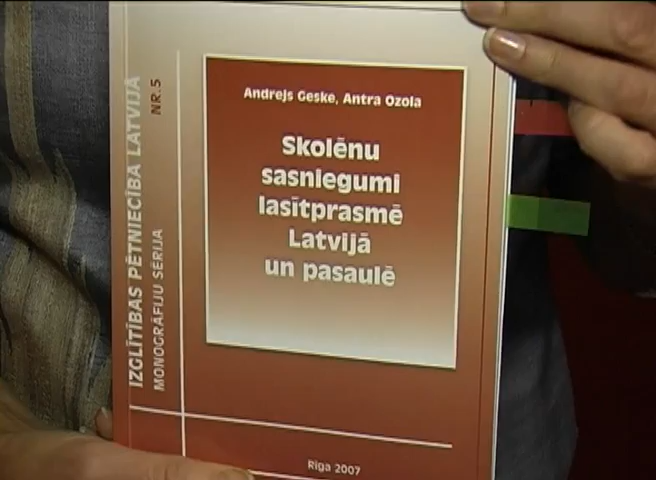 Andrejs Geske, Antra Ozola
Skolēnu
sasniegumi
lasītprasmē
Latvijā
un pasaulē
Rīga 2007
IZGLĪTĪBAS PĒTNIECĪBA LATVIJĀ
MONOGRĀFIJU SĒRIJA NR.5